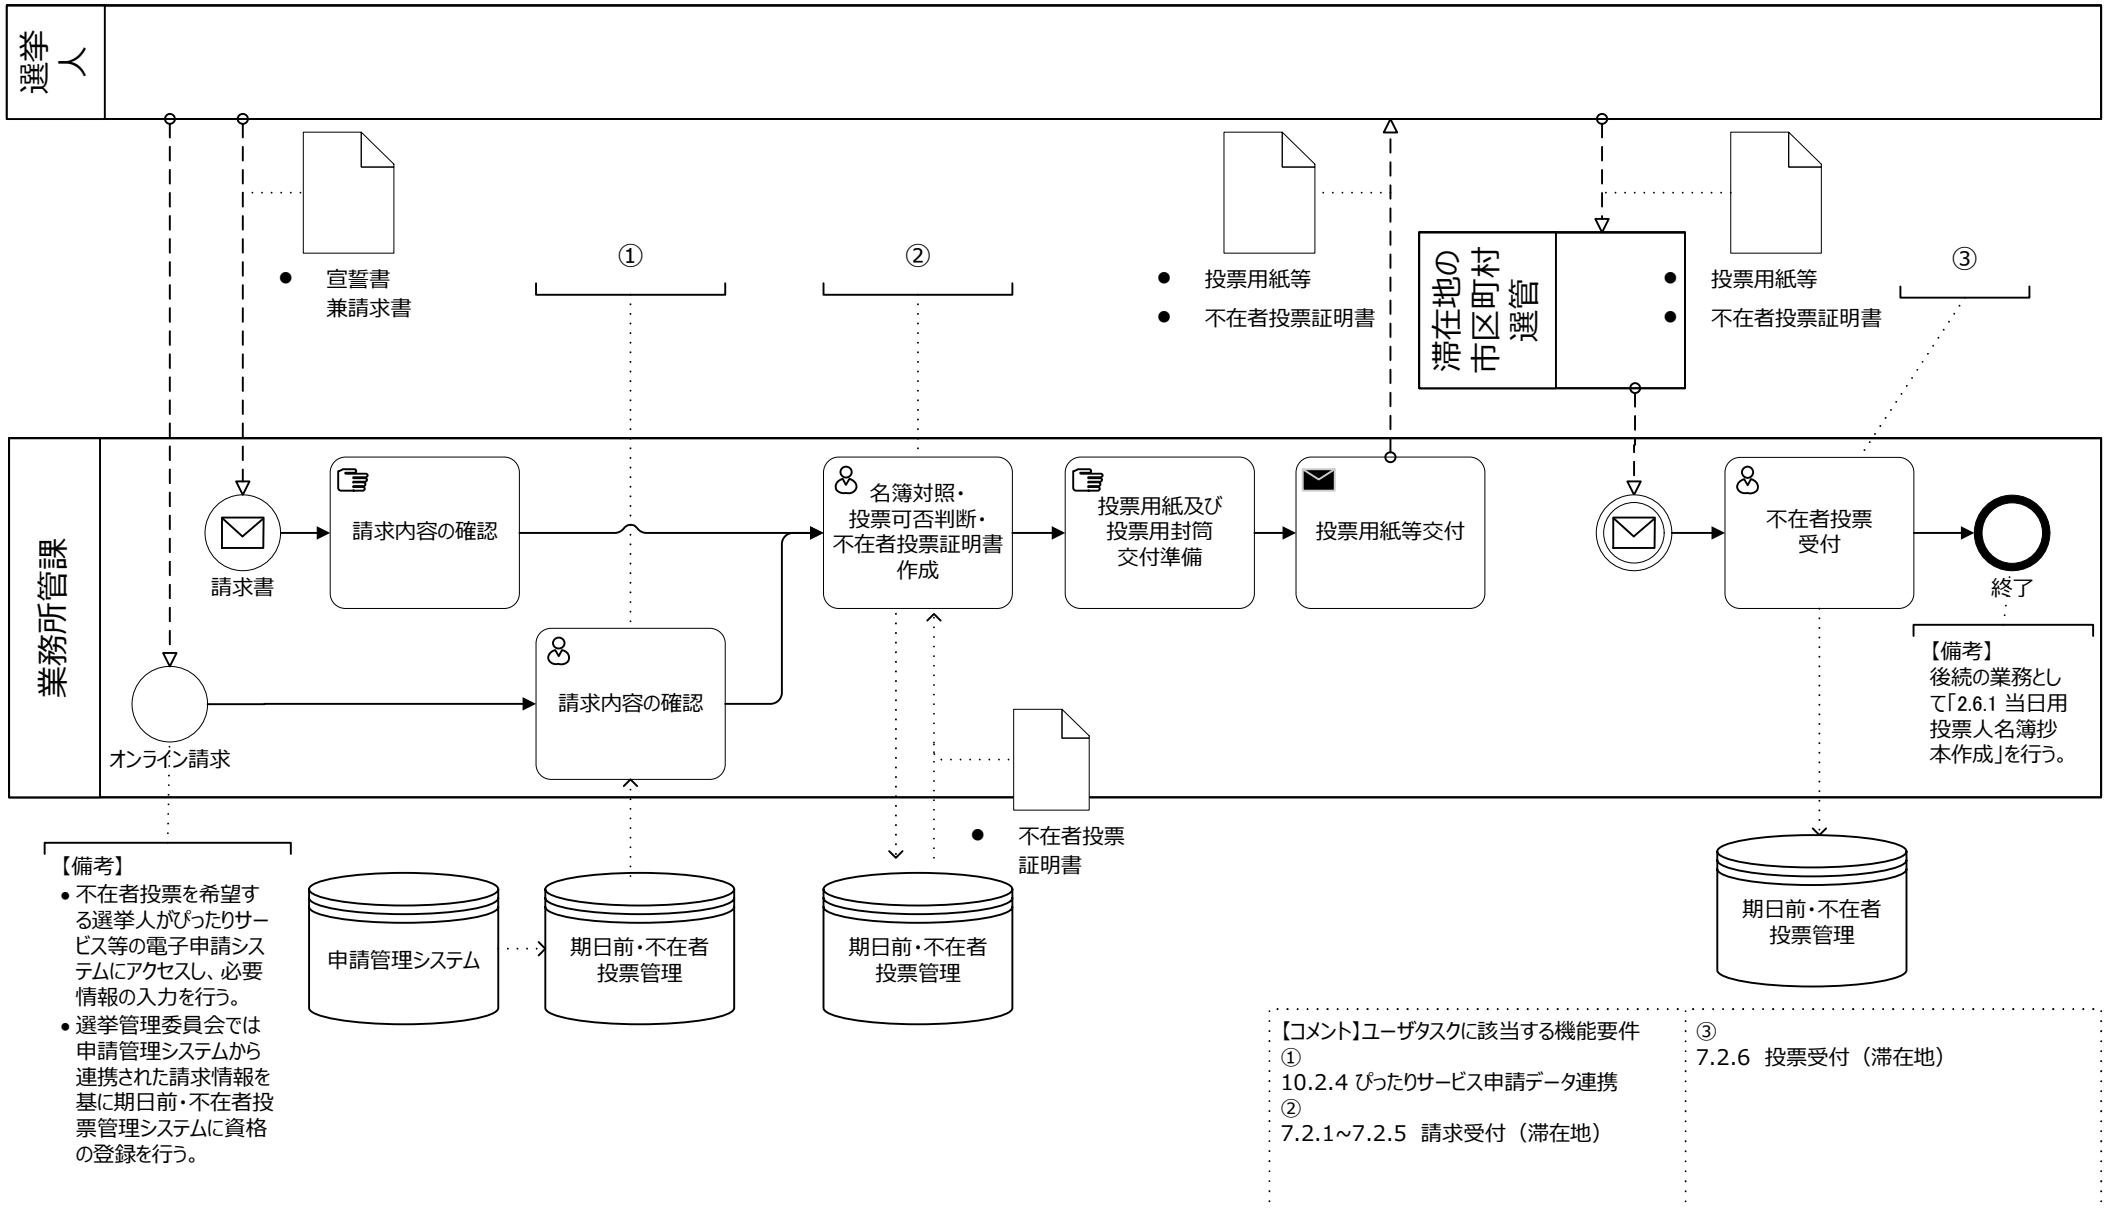 選挙
人
宣誓書
兼請求書
①
②
● 投票用紙等
● 不在者投票証明書
滞在地の
市区町村
選管
● 投票用紙等
● 不在者投票証明書
③
業務所管課
請求書
請求内容の確認
名簿対照・
投票可否判断・
不在者投票証明書
作成
投票用紙及び
投票用封筒
交付準備
投票用紙等交付
不在者投票
受付
終了
オンライン請求
請求内容の確認
【備考】
後続の業務とし
て「2.6.1 当日用
投票人名簿抄
本作成」を行う。
● 不在者投票
証明書
【備考】
● 不在者投票を希望す
る選挙人がぴったりサー
ビス等の電子申請シス
テムにアクセスし、必要
情報の入力を行う。
● 選挙管理委員会では
申請管理システムから
連携された請求情報を
基に期日前・不在者投
票管理システムに資格
の登録を行う。
申請管理システム
期日前・不在者
投票管理
期日前・不在者
投票管理
期日前・不在者
投票管理
【コメント】ユーザタスクに該当する機能要件
①
10.2.4 ぴったりサービス申請データ連携
②
7.2.1~7.2.5 請求受付（滞在地）
③
7.2.6 投票受付（滞在地）